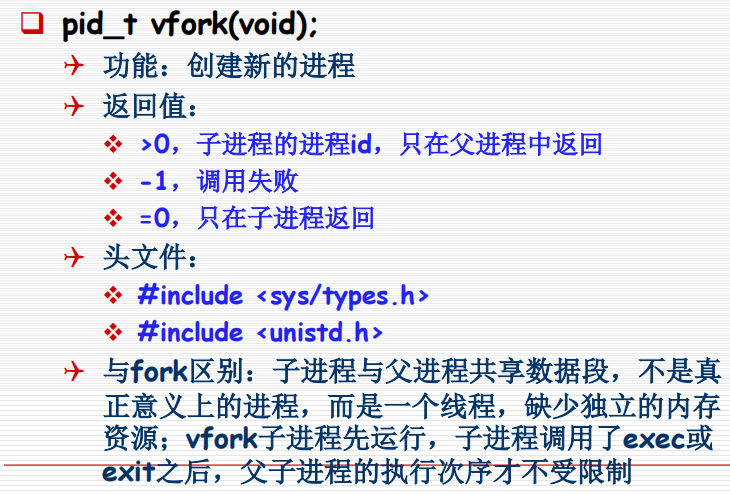 pid_t vfork(void);
功能：创建新的进程
返回值：
>0，子进程的进程id，只在父进程中返回
-1，调用失败
=0，只在子进程返回
头文件：
#include <sys/types.h>
#include <unistd.h>
与fork区别：子进程与父进程共享数据段，不是真
正意义上的进程，而是一个线程，缺少独立的内存
资源；vfork子进程先运行，子进程调用了exec或
exit之后，父子进程的执行次序才不受限制